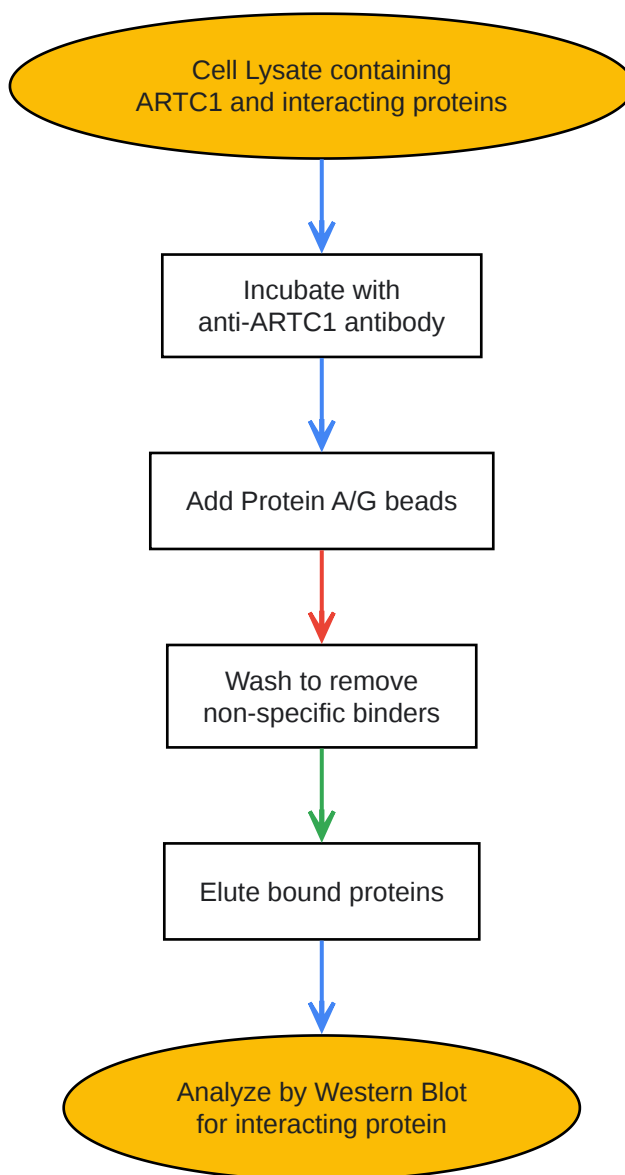 Cell Lysate containing
ARTC1 and interacting proteins
Incubate with
anti-ARTC1 antibody
Add Protein A/G beads
Wash to remove
non-specific binders
Elute bound proteins
Analyze by Western Blot
for interacting protein